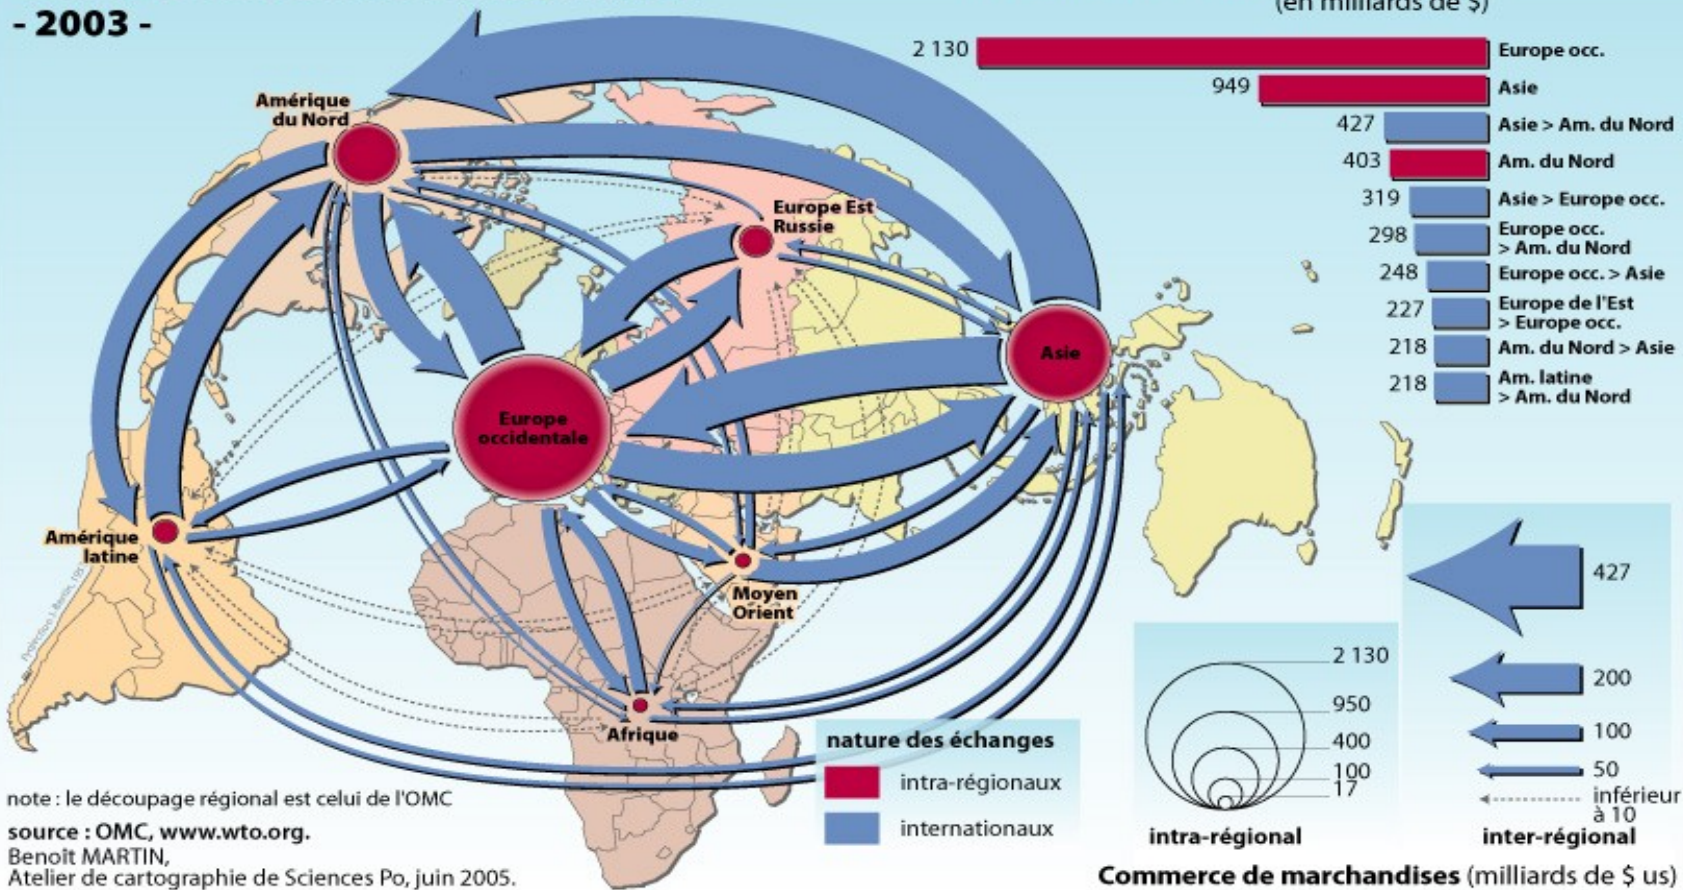 - 2003 -
(en milliards de $)
2 130 Europe occ.
949 Asie
427 Asie > Am. du Nord
403 Am. du Nord
319 Asie > Europe occ.
298 Europe occ.
> Am. du Nord
248 Europe occ. > Asie
227 Europe de l'Est
> Europe occ.
218 Am. du Nord > Asie
218 Am. latine
> Am. du Nord
Amérique
du Nord
Europe Est
Russie
Asie
Europe
occidentale
Amérique
latine
Moyen
Orient
Afrique
nature des échanges
intra-régionaux
internationaux
2 130
950
400
100
17
intra-régional
427
200
100
50
inférieur
à 10
inter-régional
Commerce de marchandises (milliards de $ us)
note : le découpage régional est celui de l'OMC
source : OMC, www.wto.org.
Benoît MARTIN,
Atelier de cartographie de Sciences Po, juin 2005.